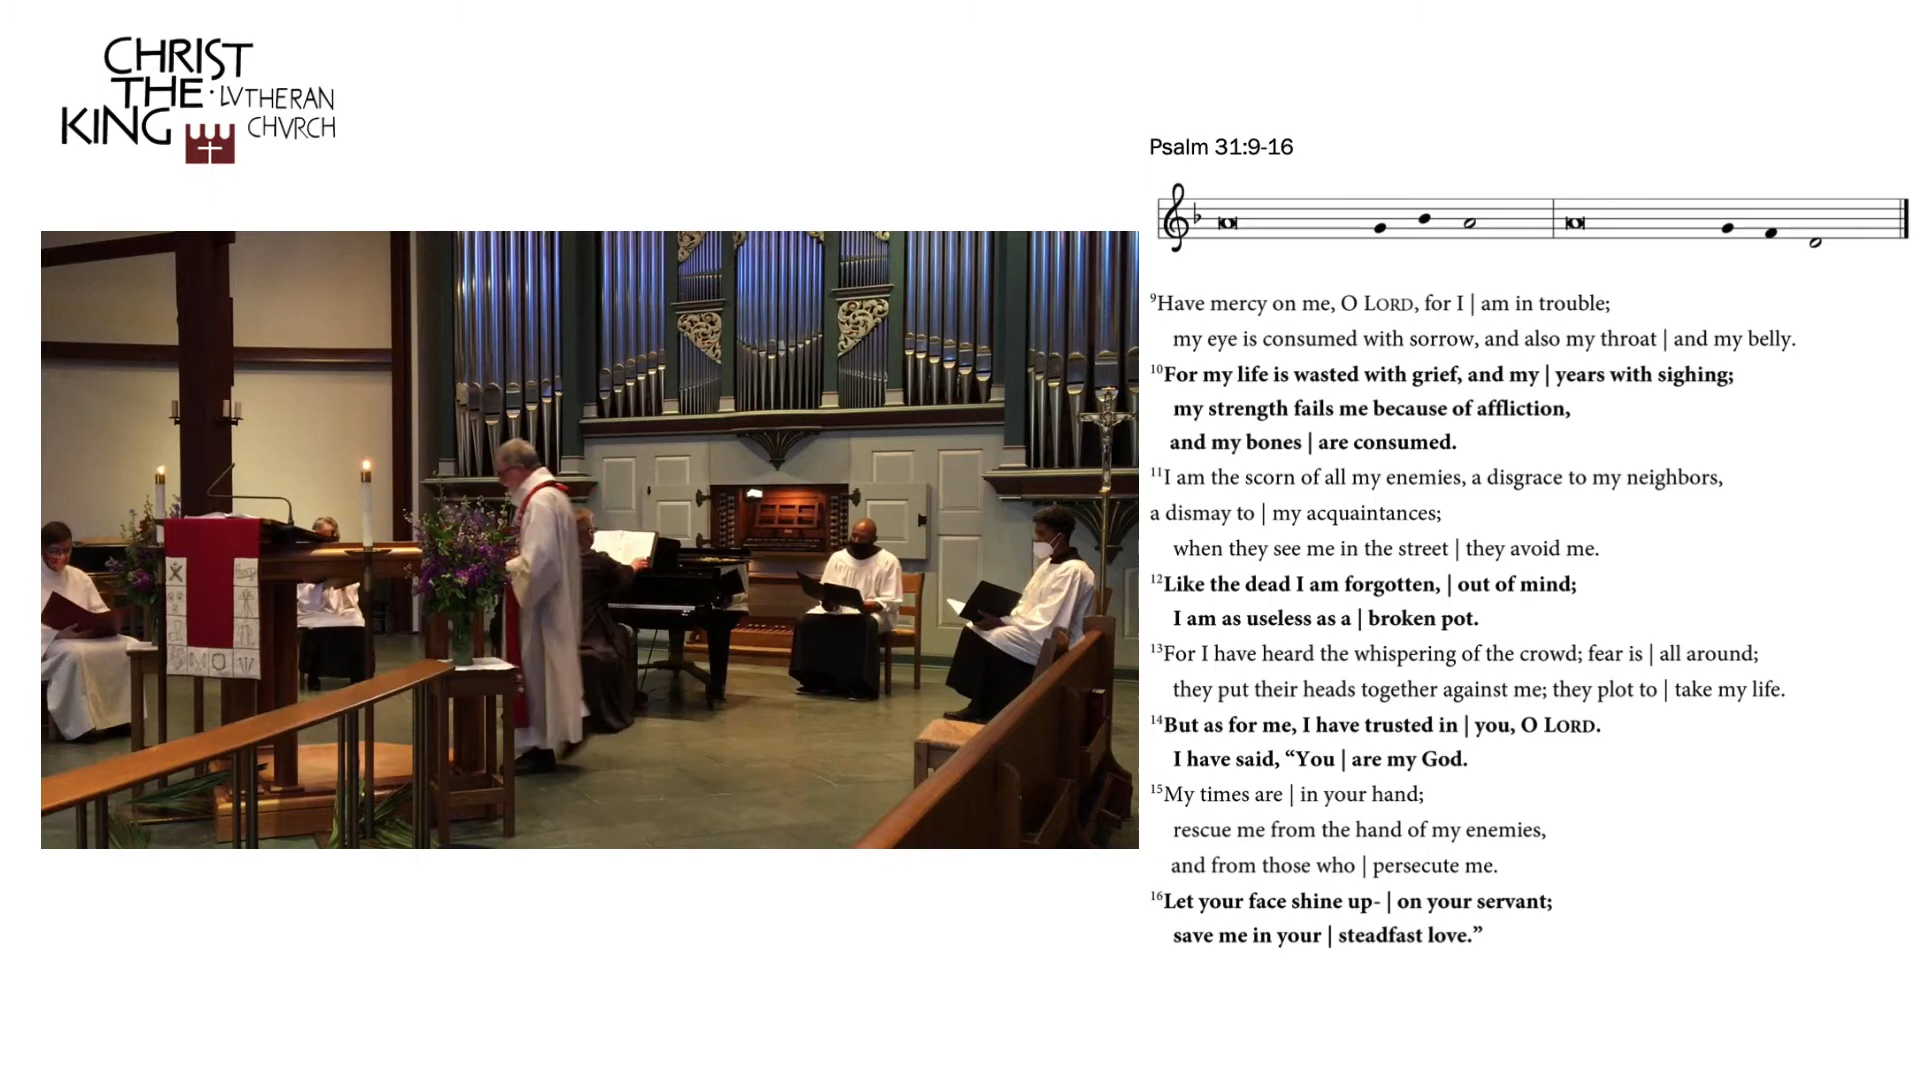 CHRIST
THE · LVTHERAN
KING CHVRCH
Psalm 31:9-16
9Have mercy on me, O LORD, for I | am in trouble;
my eye is consumed with sorrow, and also my throat | and my belly.
10For my life is wasted with grief, and my | years with sighing;
my strength fails me because of affliction,
and my bones | are consumed.
11I am the scorn of all my enemies, a disgrace to my neighbors,
a dismay to | my acquaintances;
when they see me in the street | they avoid me.
12Like the dead I am forgotten, | out of mind;
I am as useless as a | broken pot.
13For I have heard the whispering of the crowd; fear is | all around;
they put their heads together against me; they plot to | take my life.
14But as for me, I have trusted in | you, O LORD.
I have said, “You | are my God.
15My times are | in your hand;
rescue me from the hand of my enemies,
and from those who | persecute me.
16Let your face shine up- | on your servant;
save me in your | steadfast love.”